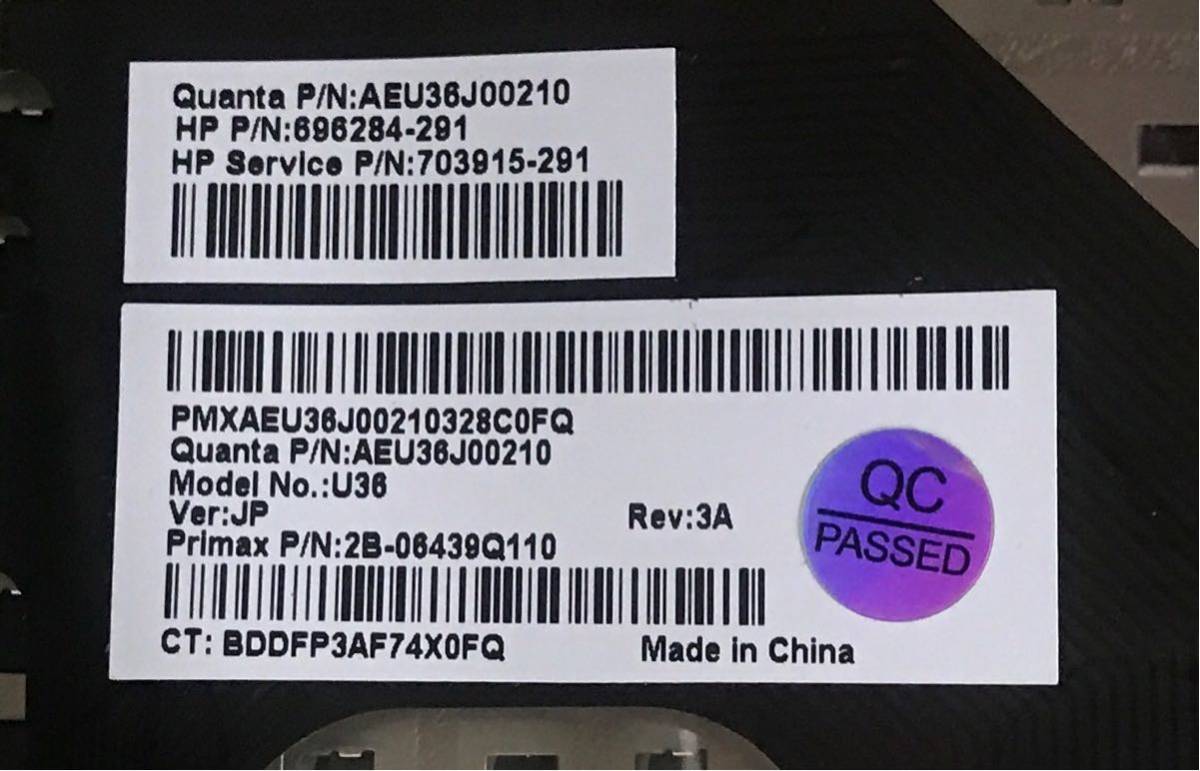 Quanta P/N:AEU36J00210
HP P/N:696284-291
HP Service P/N:703915-291
PMXAEU36J00210328C0FQ
Quanta P/N:AEU36J00210
Model No.:U36
Ver:JP Rev:3A
Primax P/N:2B-06439Q110
CT: BDDFP3AF74X0FQ Made in China
QC
PASSED